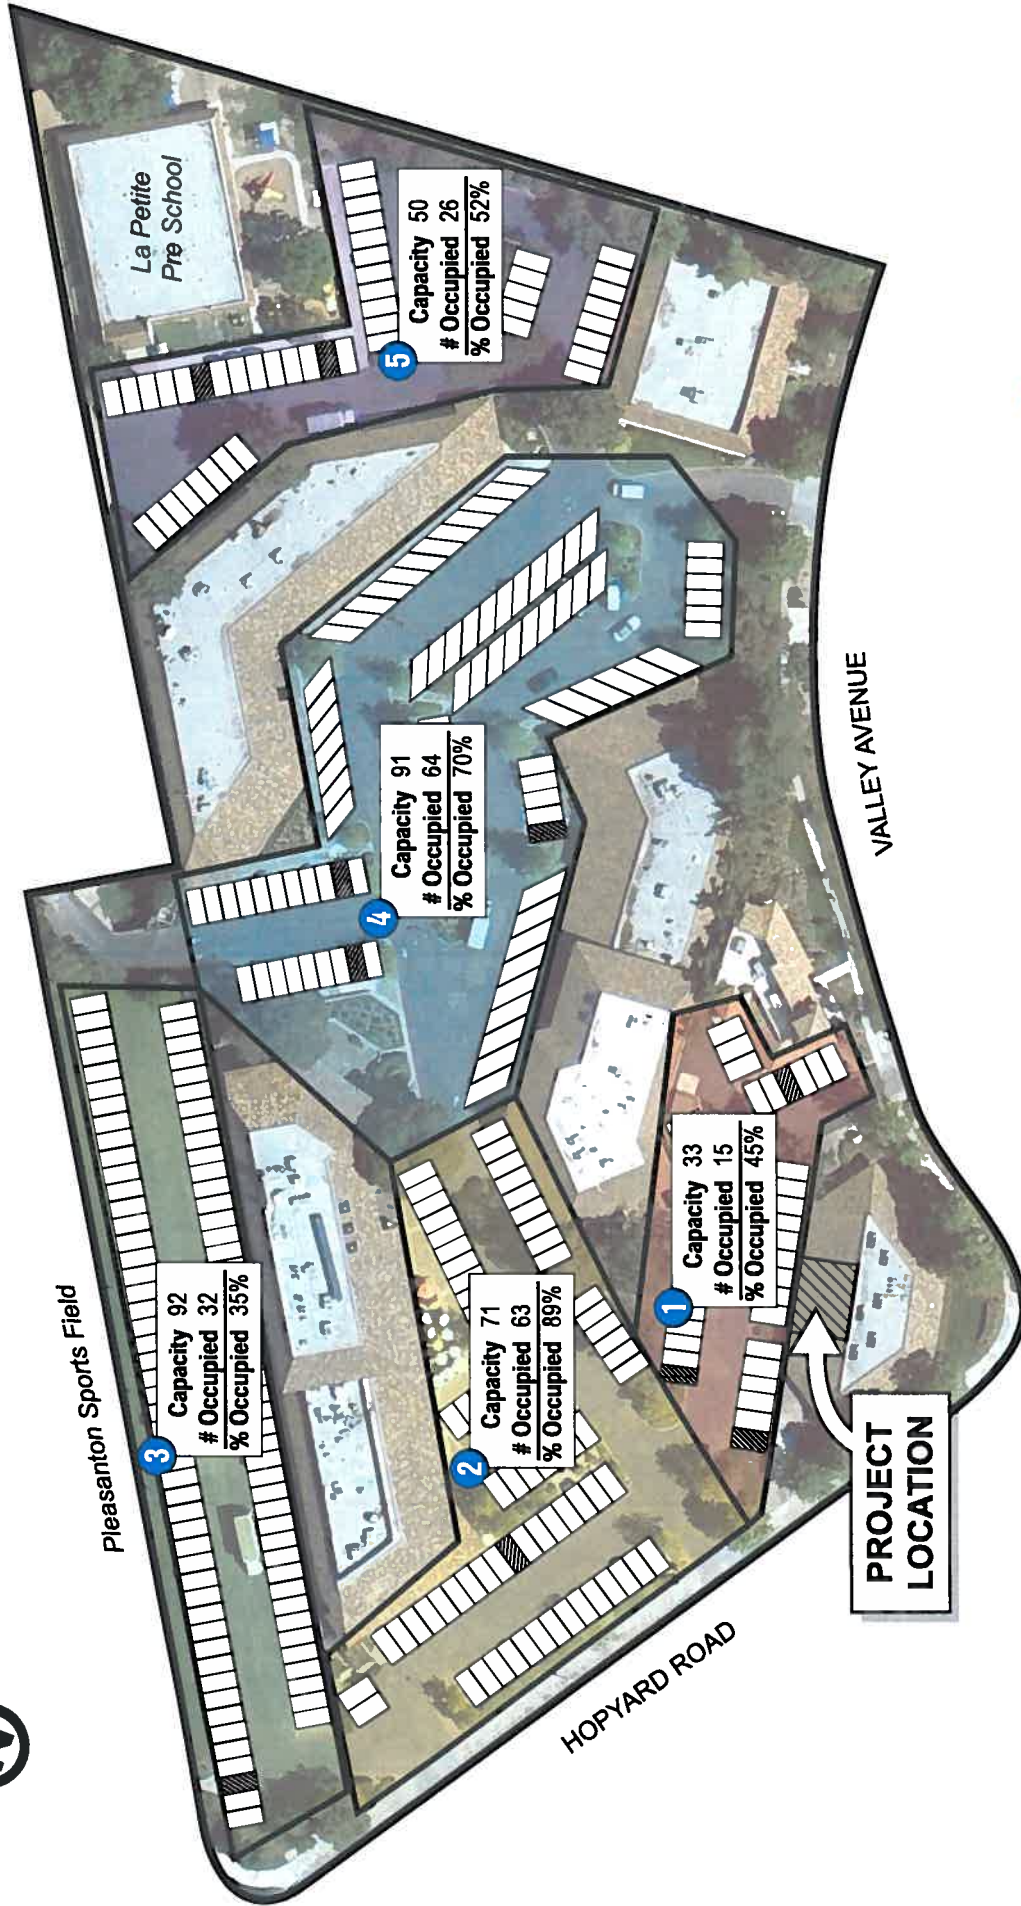 Pleasanton Sports Field
La Petite
Pre School
3
Capacity 92
# Occupied 32
% Occupied 35%
4
Capacity 91
# Occupied 64
% Occupied 70%
5
Capacity 50
# Occupied 26
% Occupied 52%
2
Capacity 71
# Occupied 63
% Occupied 89%
1
Capacity 33
# Occupied 15
% Occupied 45%
HOPYARD ROAD
VALLEY AVENUE
PROJECT
LOCATION